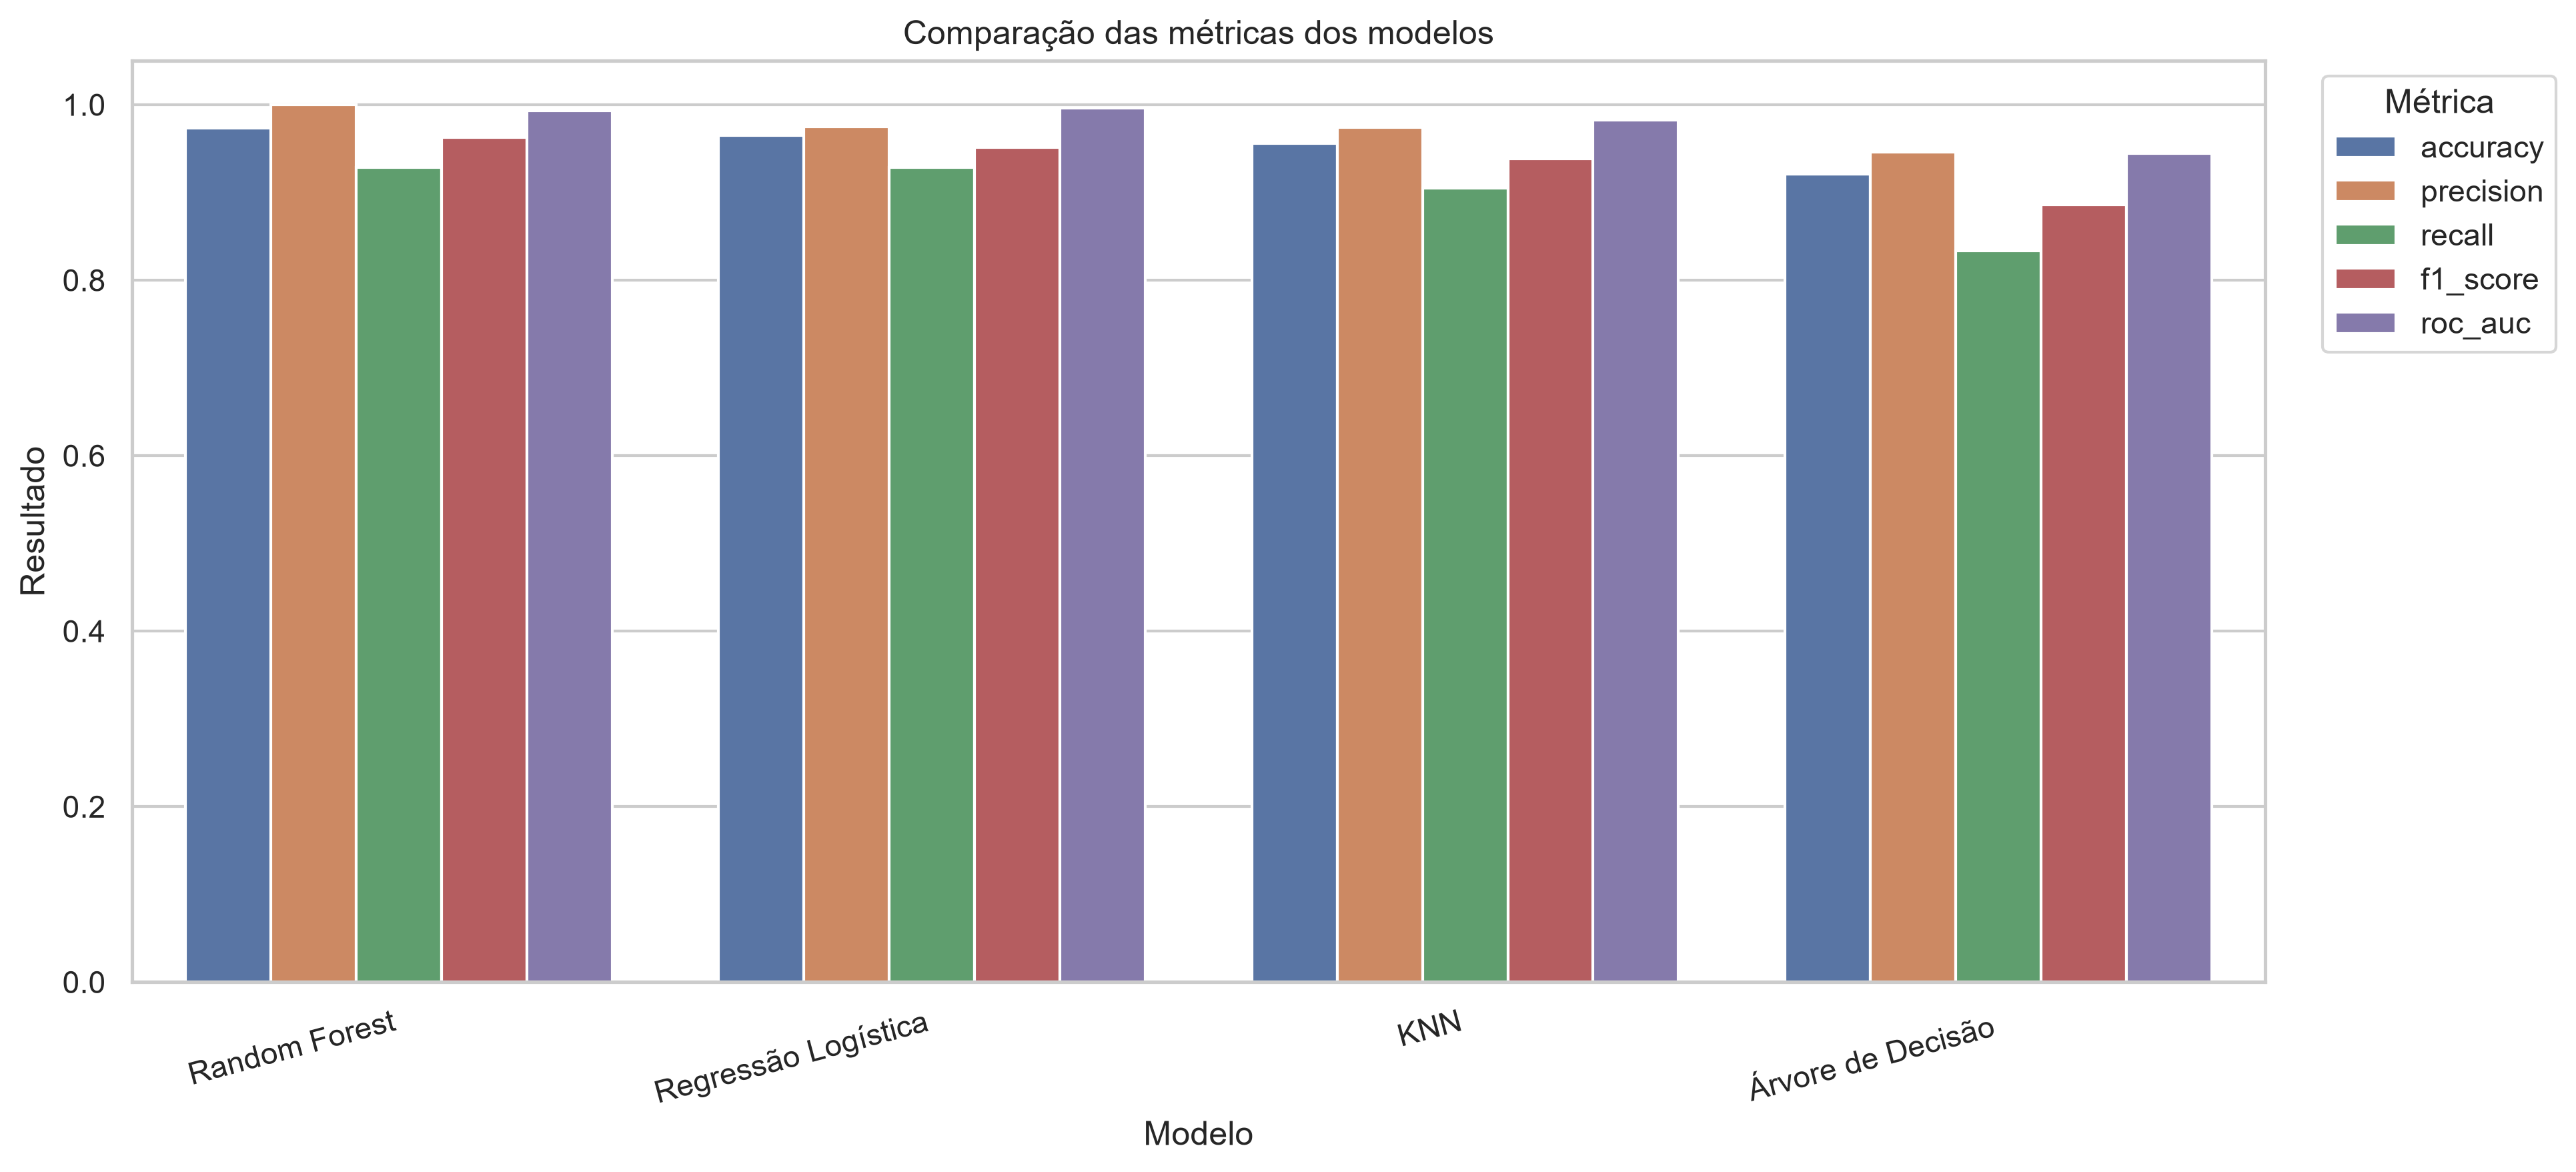 Comparação das métricas dos modelos
Resultado
1.0
0.8
0.6
0.4
0.2
0.0
Random Forest
Regressão Logística
KNN
Árvore de Decisão
Modelo
Métrica
accuracy
precision
recall
f1_score
roc_auc